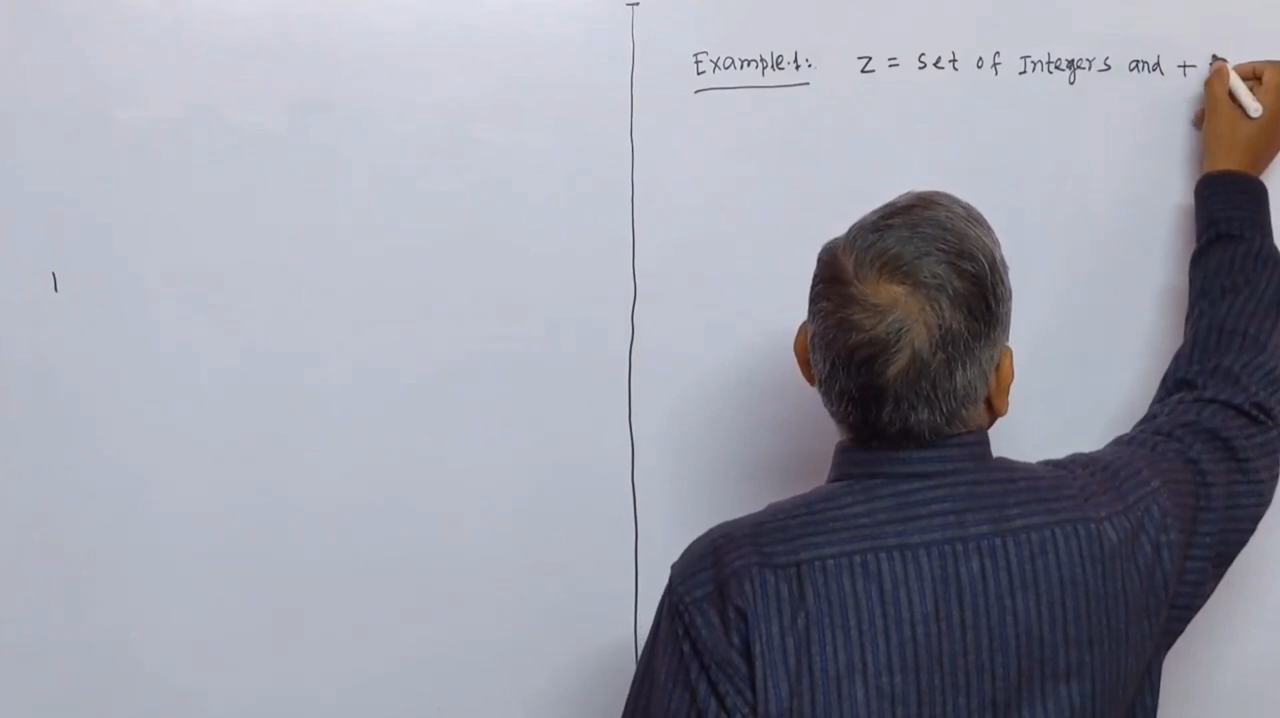 Example.1: Z = Set of Integers and +